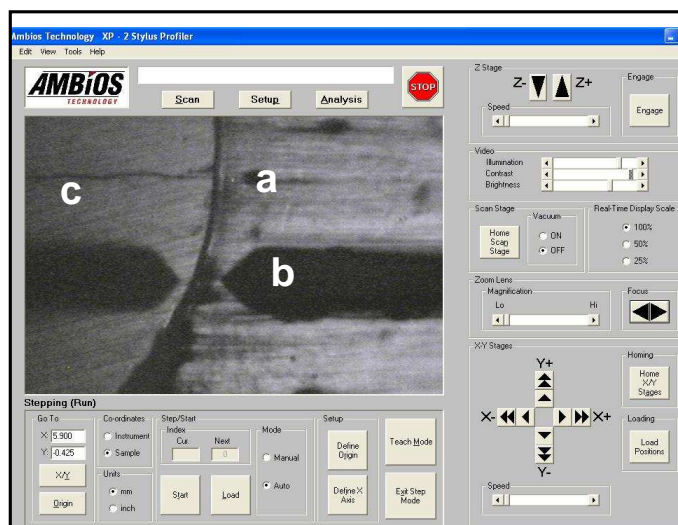 Ambios Technology XP - 2 Stylus Profiler
Edit View Tools Help
AMBiOS
TECHNOLOGY
Scan Setup Analysis
STOP
Z Stage
Z- Z+
Speed
Engage
Engage
Video
Illumination
Contrast
Brightness
Scan Stage
Home
Scan
Stage
Vacuum
ON
OFF
Real-Time Display Scale
100%
50%
25%
Zoom Lens
Magnification
Lo Hi
Focus
X-Y Stages
Y+
X- X+
Y-
Speed
Homing
Home
X/Y
Stages
Loading
Load
Positions
c a
b
Stepping (Run)
Go To
X: 5.900
Y: -0.425
X/Y
Origin
Co-ordinates
Instrument
Sample
Units
mm
inch
Step/Start
Index
Cur. Next
0
Start Load
Mode
Manual
Auto
Setup
Define
Origin
Define X
Axis
Teach Mode
Exit Step
Mode